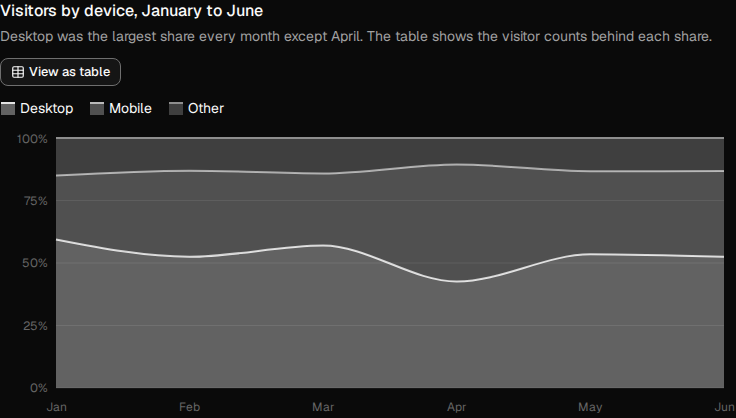 Visitors by device, January to June
Desktop was the largest share every month except April. The table shows the visitor counts behind each share.
View as table
Desktop Mobile Other
100%
75%
50%
25%
0%
Jan Feb Mar Apr May Jun